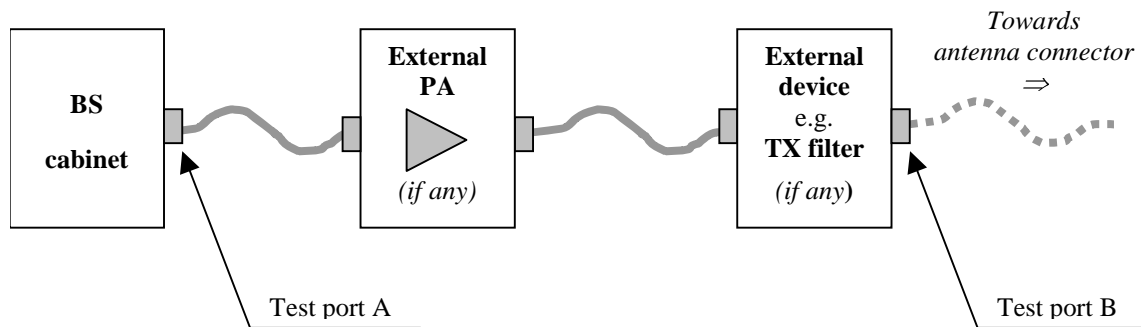 BS
cabinet
External
PA
(if any)
External
device
e.g.
TX filter
(if any)
Towards
antenna connector
⇒
Test port A
Test port B